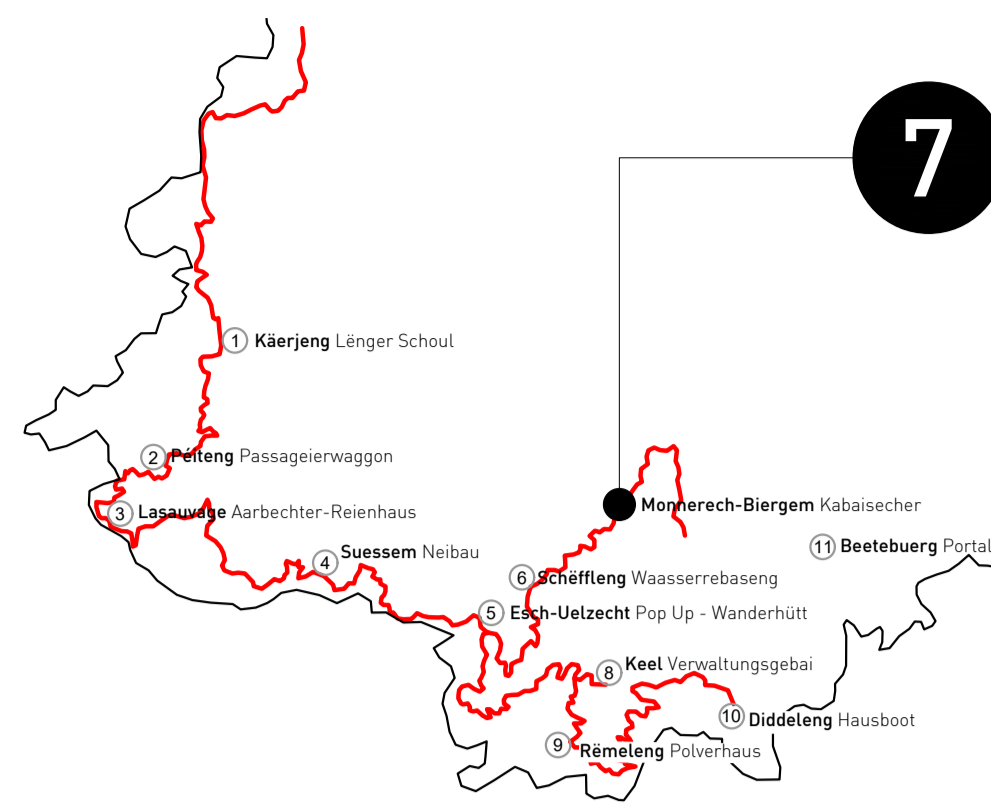 7
1 Käerjeng Lënger Schoul
2 Péiteng Passageierwaggon
Monnerech-Biergem Kabaisecher
3 Lasauvage Aarbechter-Reienhaus
11 Beetebuerg Portal
4 Suessem Neibau
6 Schëffleng Waasserrebaseng
5 Esch-Uelzecht Pop Up - Wanderhütt
8 Keel Verwaltungsgebai
10 Diddeleng Hausboot
9 Rëmeleng Polverhaus